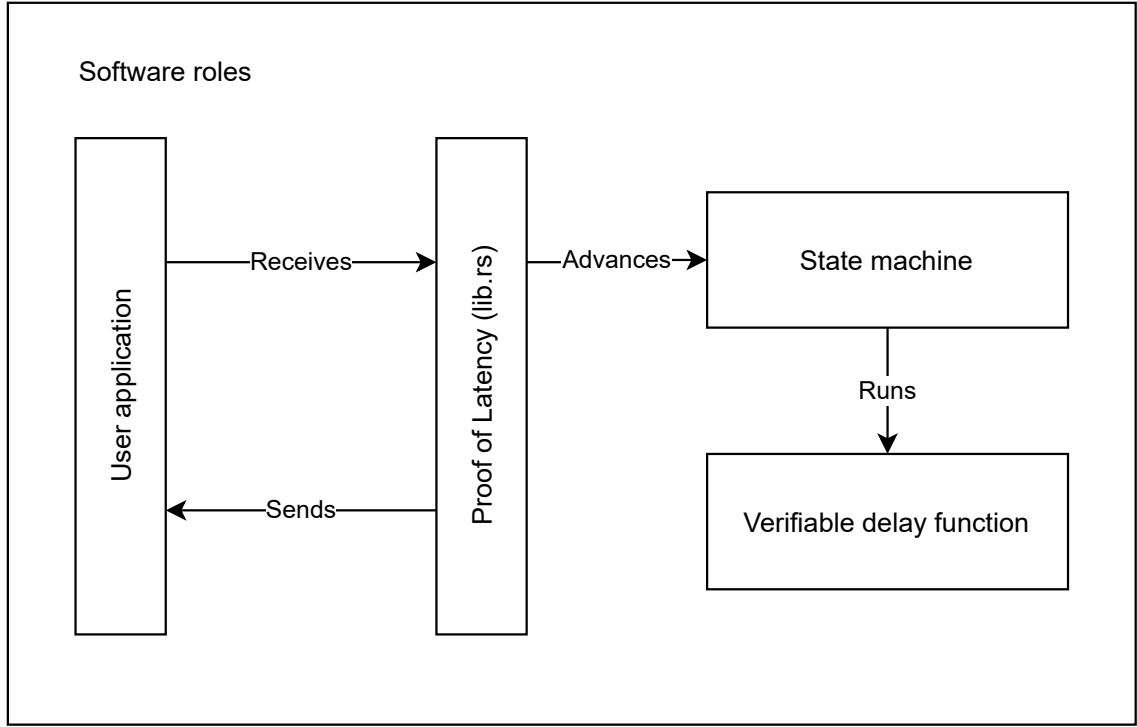 Software roles
User application
Receives
Sends
Proof of Latency (lib.rs)
Advances
State machine
Runs
Verifiable delay function